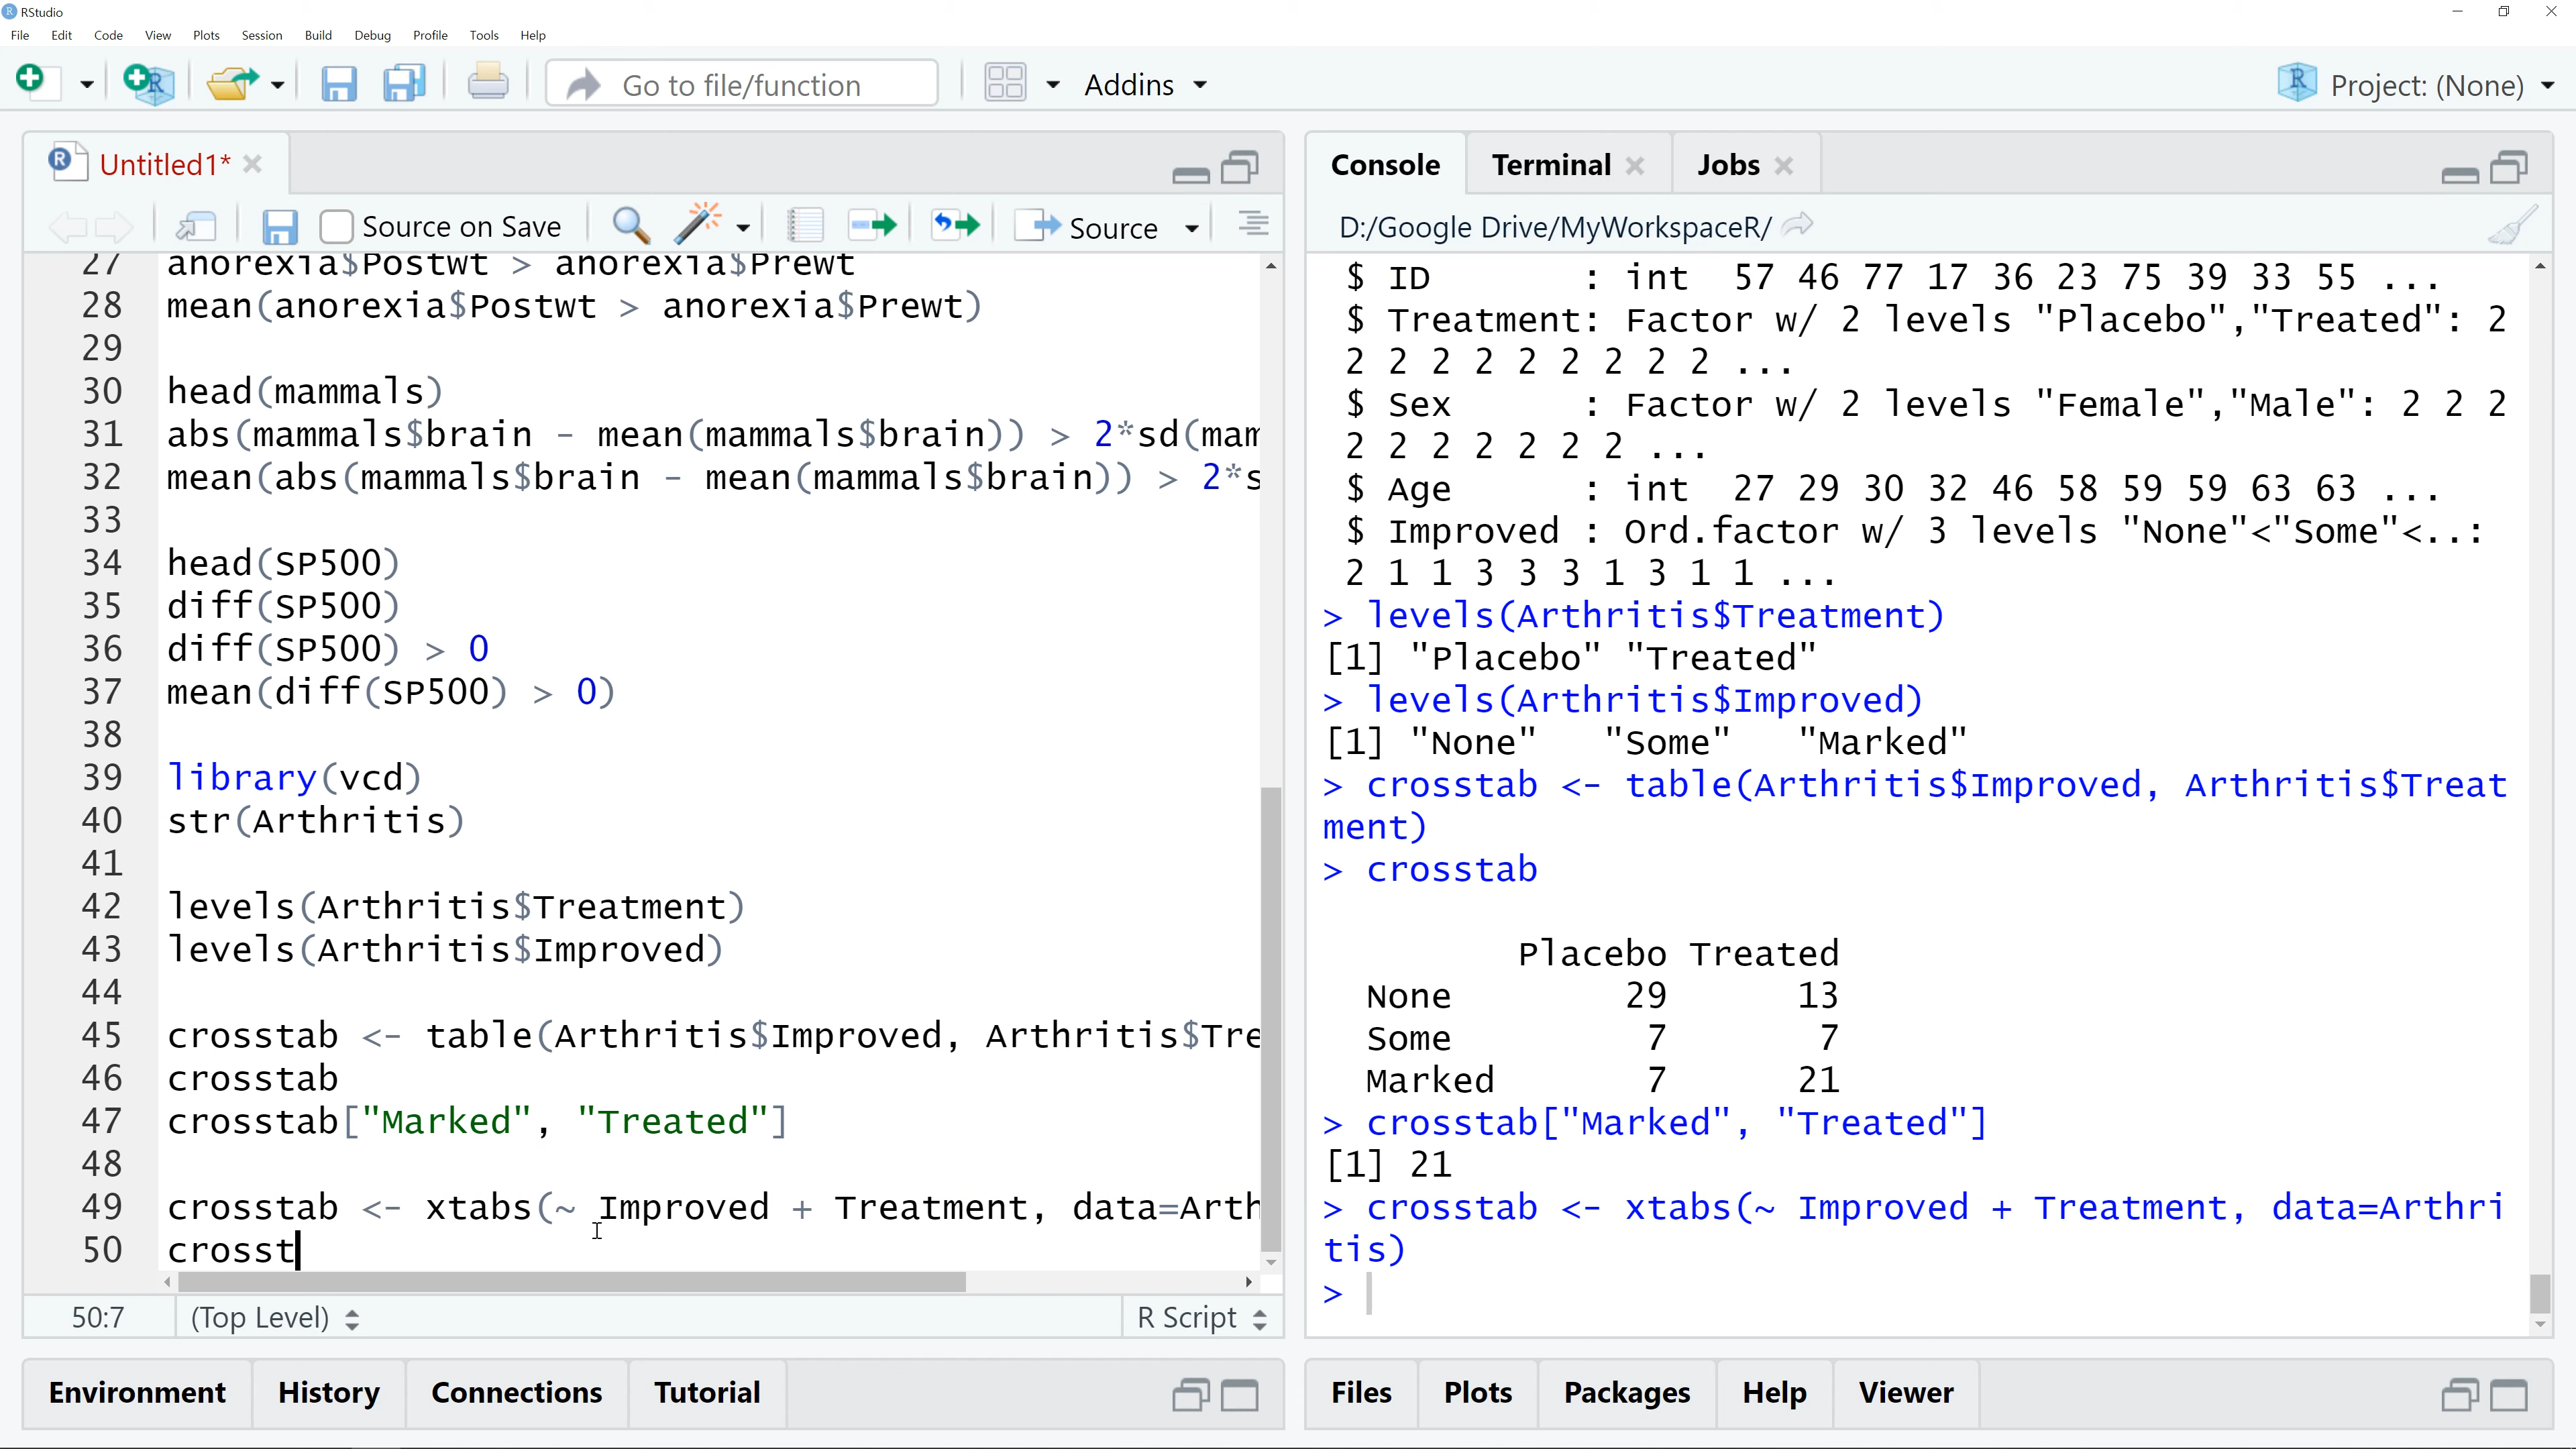 RStudio
File Edit Code View Plots Session Build Debug Profile Tools Help
Go to file/function Addins Project: (None)
Untitled1*
Source on Save Source
27 anorexia$Postwt > anorexia$Prewt
28 mean(anorexia$Postwt > anorexia$Prewt)
29
30 head(mammals)
31 abs(mammals$brain - mean(mammals$brain)) > 2*sd(mam
32 mean(abs(mammals$brain - mean(mammals$brain)) > 2*s
33
34 head(SP500)
35 diff(SP500)
36 diff(SP500) > 0
37 mean(diff(SP500) > 0)
38
39 library(vcd)
40 str(Arthritis)
41
42 levels(Arthritis$Treatment)
43 levels(Arthritis$Improved)
44
45 crosstab <- table(Arthritis$Improved, Arthritis$Tre
46 crosstab
47 crosstab["Marked", "Treated"]
48
49 crosstab <- xtabs(~ Improved + Treatment, data=Arth
50 crosst
50:7 (Top Level) R Script
Environment History Connections Tutorial
Console Terminal Jobs
D:/Google Drive/MyWorkspaceR/
$ ID : int 57 46 77 17 36 23 75 39 33 55 ...
$ Treatment: Factor w/ 2 levels "Placebo","Treated": 2
2 2 2 2 2 2 2 2 2 ...
$ Sex : Factor w/ 2 levels "Female","Male": 2 2 2
2 2 2 2 2 2 2 ...
$ Age : int 27 29 30 32 46 58 59 59 63 63 ...
$ Improved : Ord.factor w/ 3 levels "None"<"Some"<..:
2 1 1 3 3 3 1 3 1 1 ...
> levels(Arthritis$Treatment)
[1] "Placebo" "Treated"
> levels(Arthritis$Improved)
[1] "None" "Some" "Marked"
> crosstab <- table(Arthritis$Improved, Arthritis$Treat
ment)
> crosstab
Placebo Treated
None 29 13
Some 7 7
Marked 7 21
> crosstab["Marked", "Treated"]
[1] 21
> crosstab <- xtabs(~ Improved + Treatment, data=Arthri
tis)
>
Files Plots Packages Help Viewer